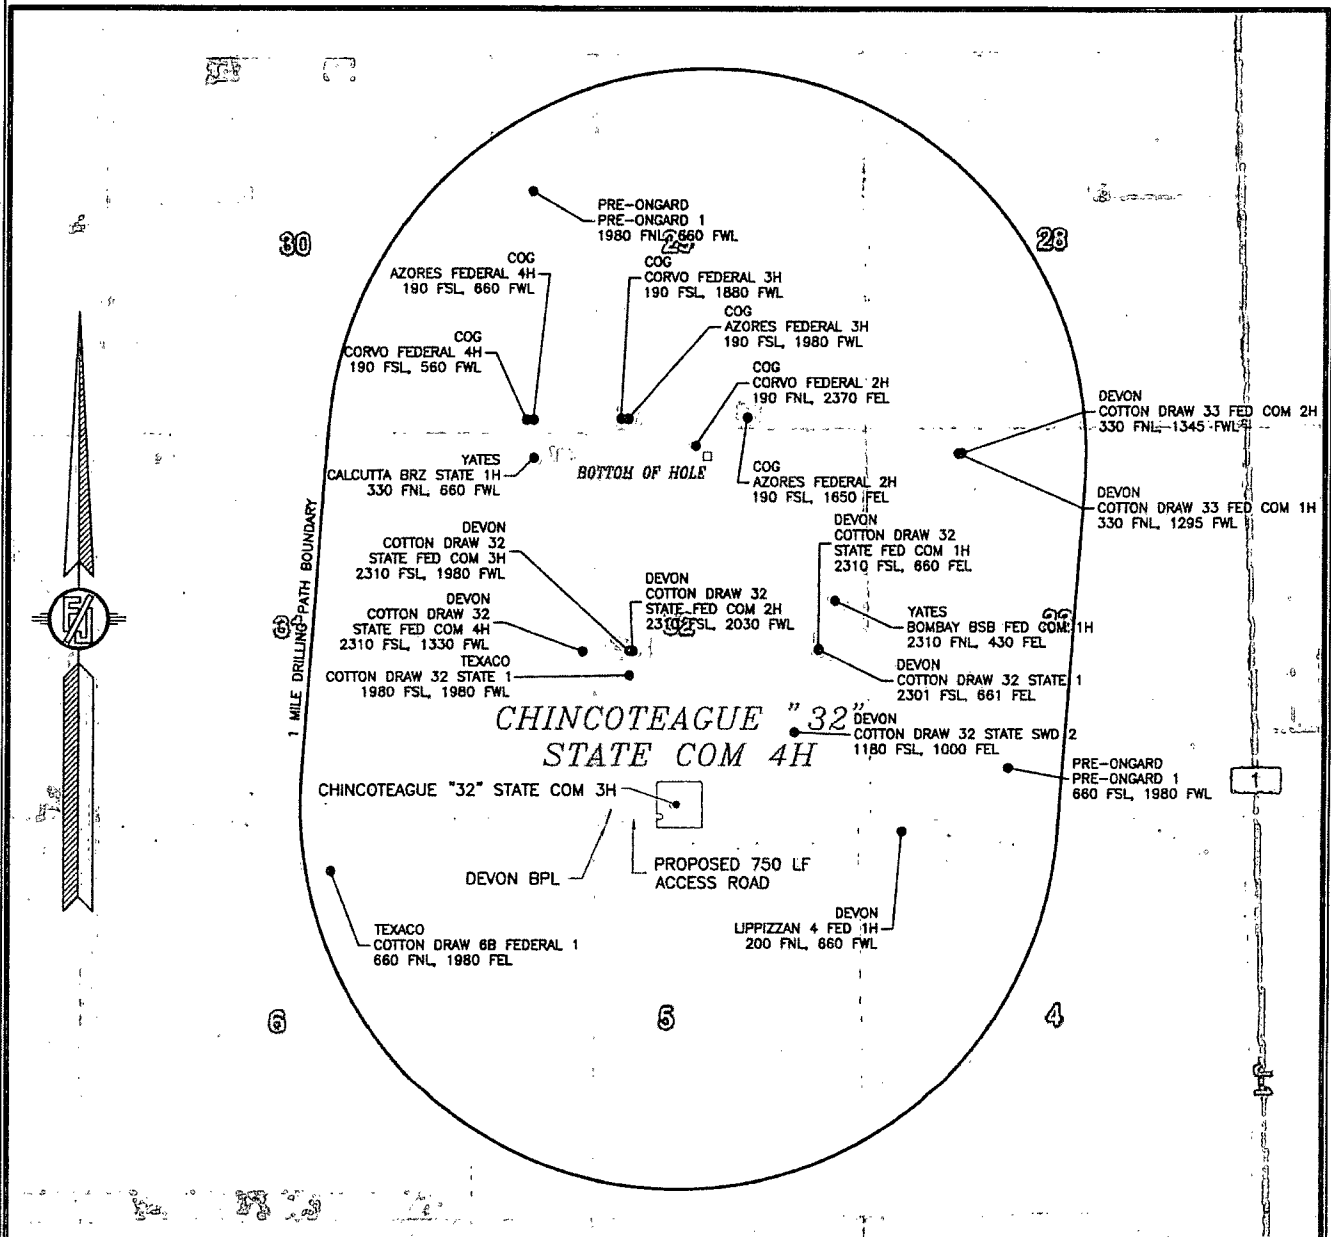 PRE-ONGARD
PRE-ONGARD 1
1980 FNL, 660 FWL
30
28
COG
AZORES FEDERAL 4H
190 FSL, 660 FWL
COG
CORVO FEDERAL 3H
190 FSL, 1880 FWL
COG
AZORES FEDERAL 3H
190 FSL, 1980 FWL
COG
CORVO FEDERAL 4H
190 FSL, 560 FWL
COG
CORVO FEDERAL 2H
190 FNL, 2370 FEL
DEVON
COTTON DRAW 33 FED COM 2H
330 FNL, 1345 FWL
YATES
CALCUTTA BRZ STATE 1H
330 FNL, 660 FWL
BOTTOM OF HOLE
COG
AZORES FEDERAL 2H
190 FSL, 1650 FEL
DEVON
COTTON DRAW 33 FED COM 1H
330 FNL, 1295 FWL
1 MILE DRILLING PATH BOUNDARY
DEVON
COTTON DRAW 32
STATE FED COM 3H
2310 FSL, 1980 FWL
DEVON
COTTON DRAW 32
STATE FED COM 1H
2310 FSL, 660 FEL
DEVON
COTTON DRAW 32
STATE FED COM 2H
2310 FSL, 2030 FWL
32
DEVON
COTTON DRAW 32
STATE FED COM 4H
2310 FSL, 1330 FWL
YATES
BOMBAY BSB FED COM 1H
2310 FNL, 430 FEL
TEXACO
COTTON DRAW 32 STATE 1
1980 FSL, 1980 FWL
DEVON
COTTON DRAW 32 STATE 1
2301 FSL, 661 FEL
CHINCOTEAGUE "32"
STATE COM 4H
DEVON
COTTON DRAW 32 STATE SWD 2
1180 FSL, 1000 FEL
PRE-ONGARD
PRE-ONGARD 1
660 FSL, 1980 FWL
1
CHINCOTEAGUE "32" STATE COM 3H
DEVON BPL
PROPOSED 750 LF
ACCESS ROAD
TEXACO
COTTON DRAW 6B FEDERAL 1
660 FNL, 1980 FEL
DEVON
LIPPIZZAN 4 FED 1H
200 FNL, 660 FWL
6
5
4